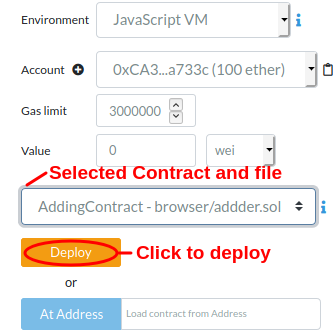 Environment JavaScript VM
Account 0xCA3...a733c (100 ether)
Gas limit 3000000
Value 0 wei
Selected Contract and file
AddingContract - browser/addder.sol
Deploy Click to deploy
or
At Address Load contract from Address